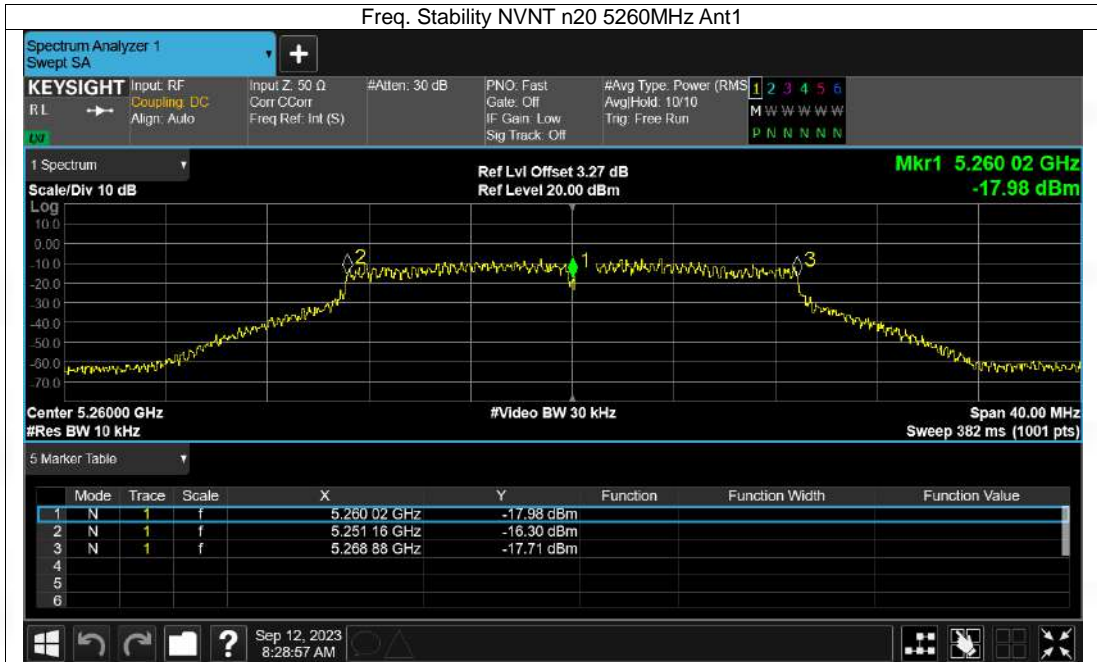 Freq. Stability NVNT n20 5260MHz Ant1
Spectrum Analyzer 1
Swept SA
+
KEYSIGHT
RL
LXI
Input: RF
Coupling: DC
Align: Auto
Input Z: 50 Ω
Corr CCorr
Freq Ref: Int (S)
#Atten: 30 dB
PNO: Fast
Gate: Off
IF Gain: Low
Sig Track: Off
#Avg Type: Power (RMS
Avg|Hold: 10/10
Trig: Free Run
1 2 3 4 5 6
M W W W W W
P N N N N N
1 Spectrum
Scale/Div 10 dB
Ref Lvl Offset 3.27 dB
Ref Level 20.00 dBm
Mkr1 5.260 02 GHz
-17.98 dBm
Log
10.0
0.00
-10.0
-20.0
-30.0
-40.0
-50.0
-60.0
-70.0
2
1
3
Center 5.26000 GHz
#Res BW 10 kHz
#Video BW 30 kHz
Span 40.00 MHz
Sweep 382 ms (1001 pts)
5 Marker Table
Mode Trace Scale X Y Function Function Width Function Value
1 N 1 f 5.260 02 GHz -17.98 dBm
2 N 1 f 5.251 16 GHz -16.30 dBm
3 N 1 f 5.268 88 GHz -17.71 dBm
4
5
6
?
Sep 12, 2023
8:28:57 AM